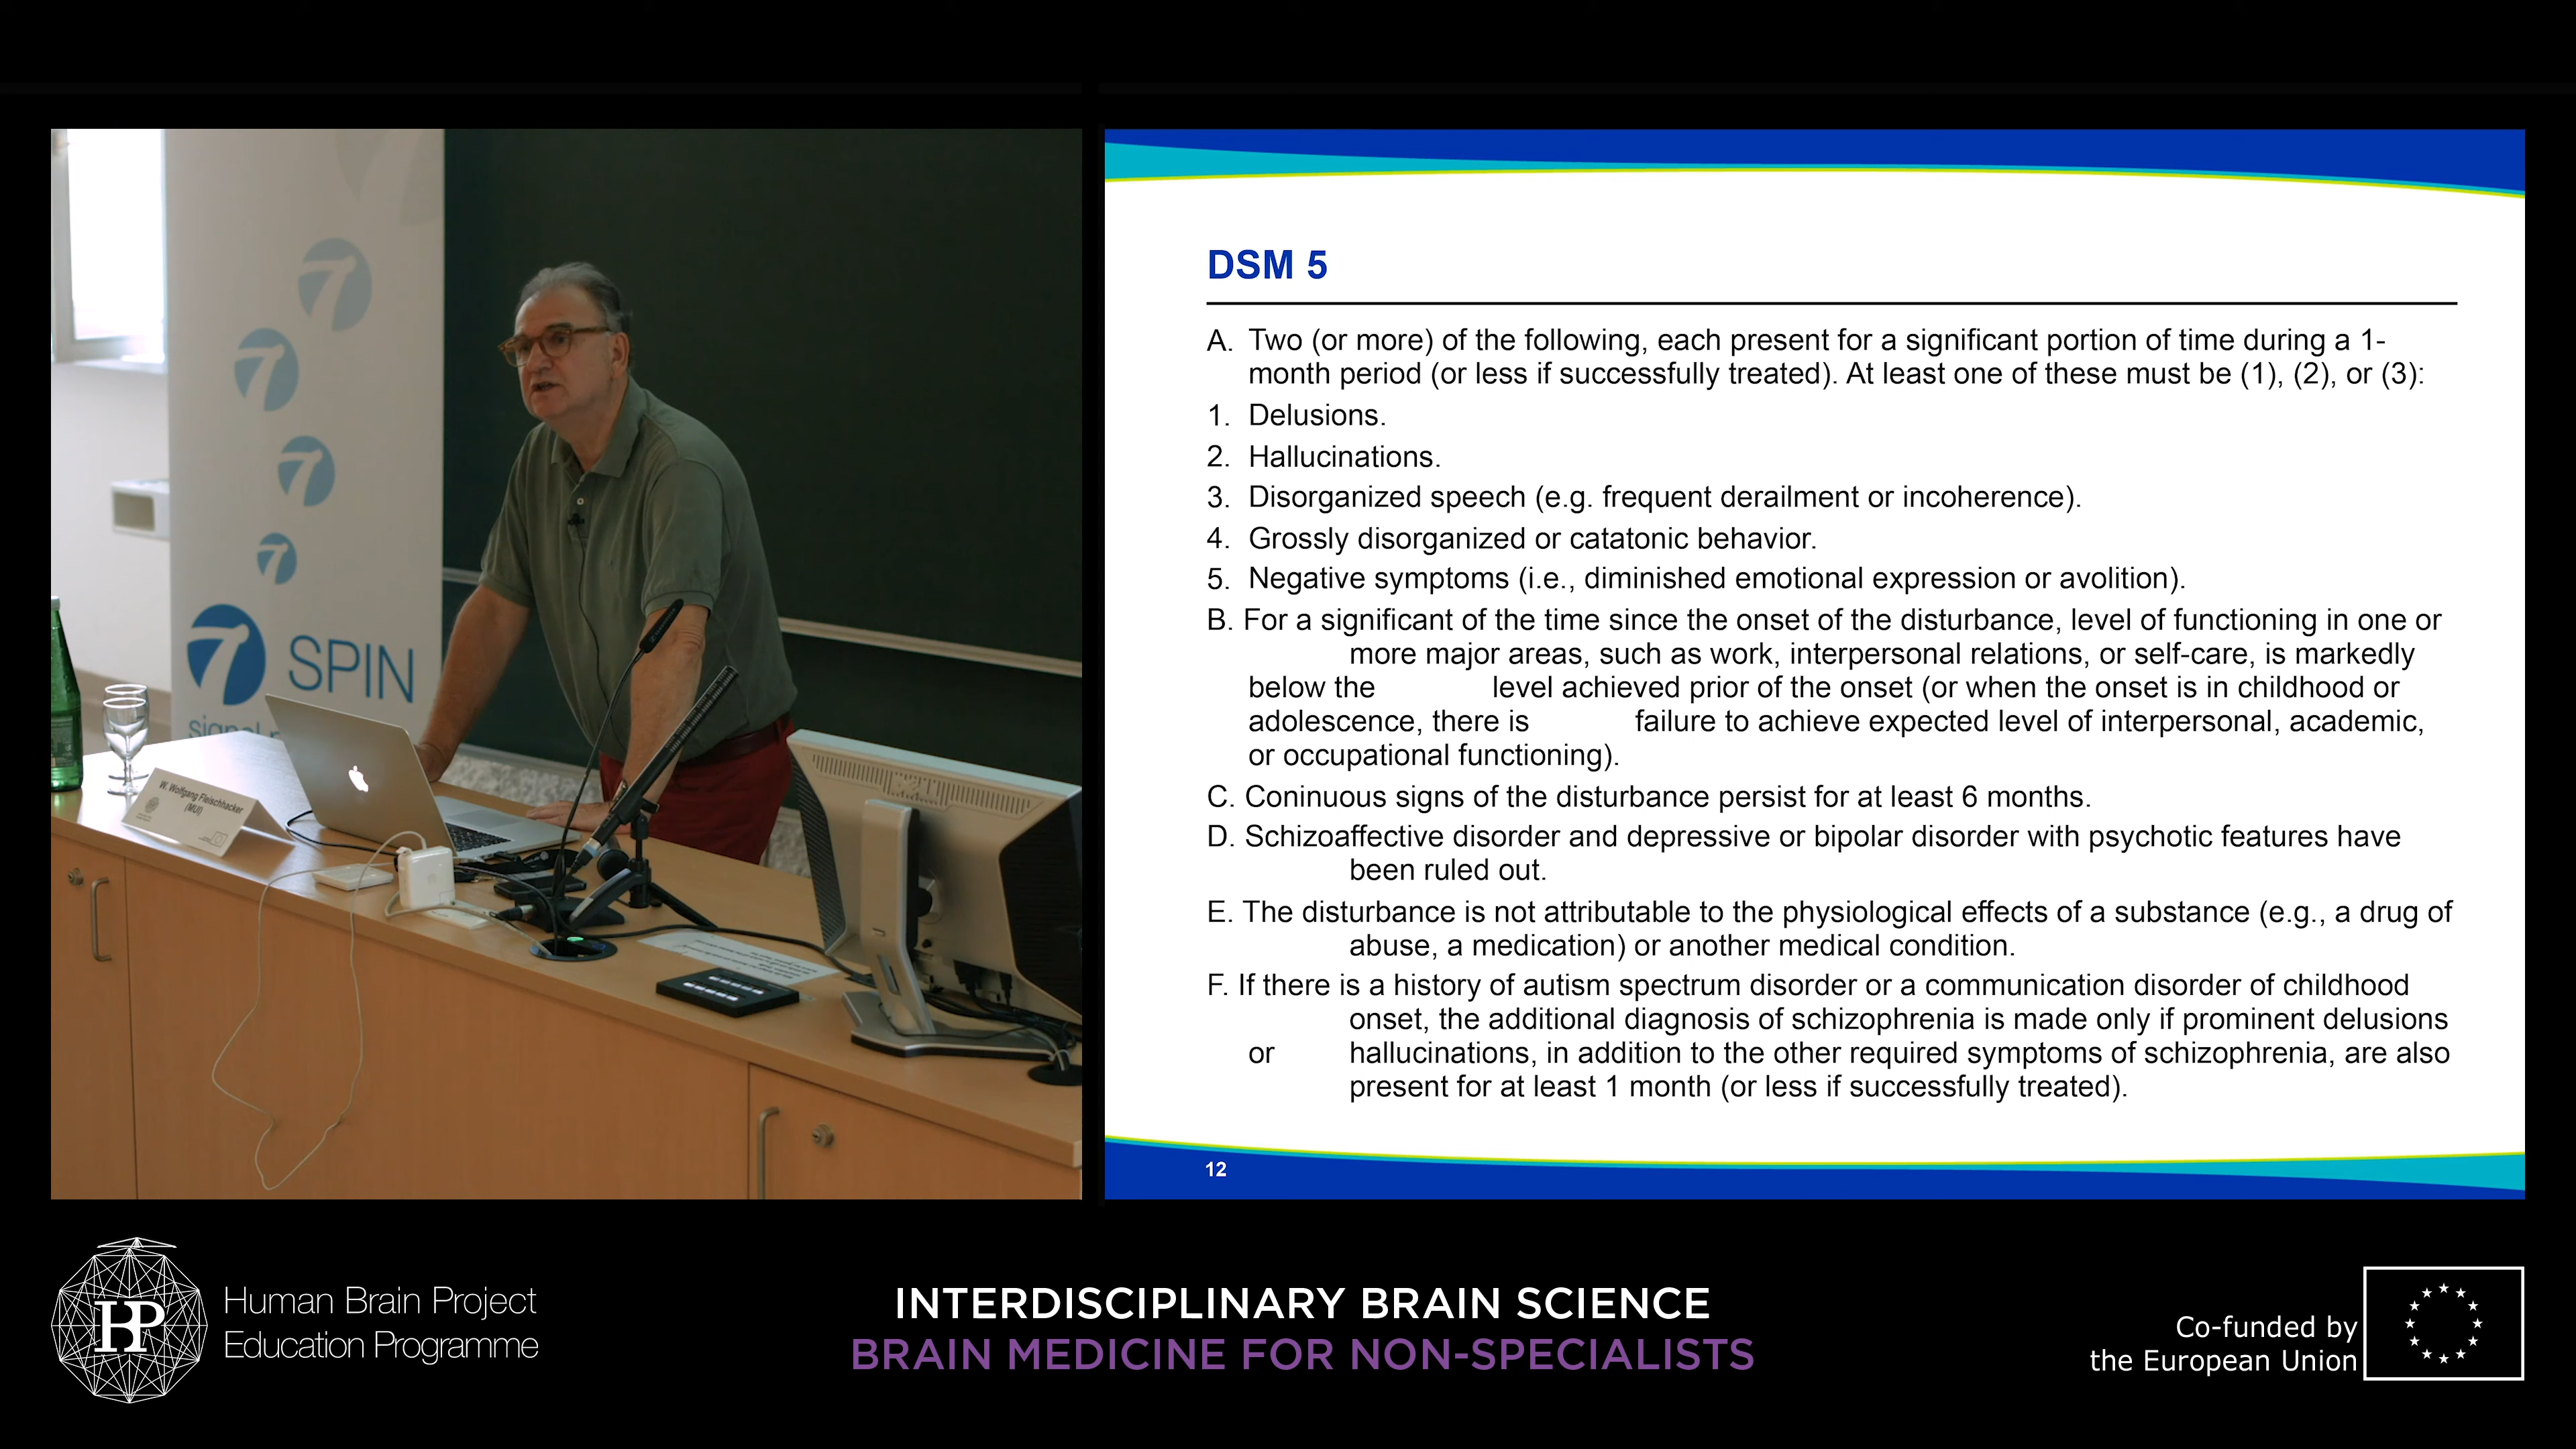 SPIN
W. Wolfgang Fleischhacker
(MUI)
DSM 5
A. Two (or more) of the following, each present for a significant portion of time during a 1-
month period (or less if successfully treated). At least one of these must be (1), (2), or (3):
1. Delusions.
2. Hallucinations.
3. Disorganized speech (e.g. frequent derailment or incoherence).
4. Grossly disorganized or catatonic behavior.
5. Negative symptoms (i.e., diminished emotional expression or avolition).
B. For a significant of the time since the onset of the disturbance, level of functioning in one or
more major areas, such as work, interpersonal relations, or self-care, is markedly
below the level achieved prior of the onset (or when the onset is in childhood or
adolescence, there is failure to achieve expected level of interpersonal, academic,
or occupational functioning).
C. Coninuous signs of the disturbance persist for at least 6 months.
D. Schizoaffective disorder and depressive or bipolar disorder with psychotic features have
been ruled out.
E. The disturbance is not attributable to the physiological effects of a substance (e.g., a drug of
abuse, a medication) or another medical condition.
F. If there is a history of autism spectrum disorder or a communication disorder of childhood
onset, the additional diagnosis of schizophrenia is made only if prominent delusions
or hallucinations, in addition to the other required symptoms of schizophrenia, are also
present for at least 1 month (or less if successfully treated).
12
HBP
Human Brain Project
Education Programme
INTERDISCIPLINARY BRAIN SCIENCE
BRAIN MEDICINE FOR NON-SPECIALISTS
Co-funded by
the European Union